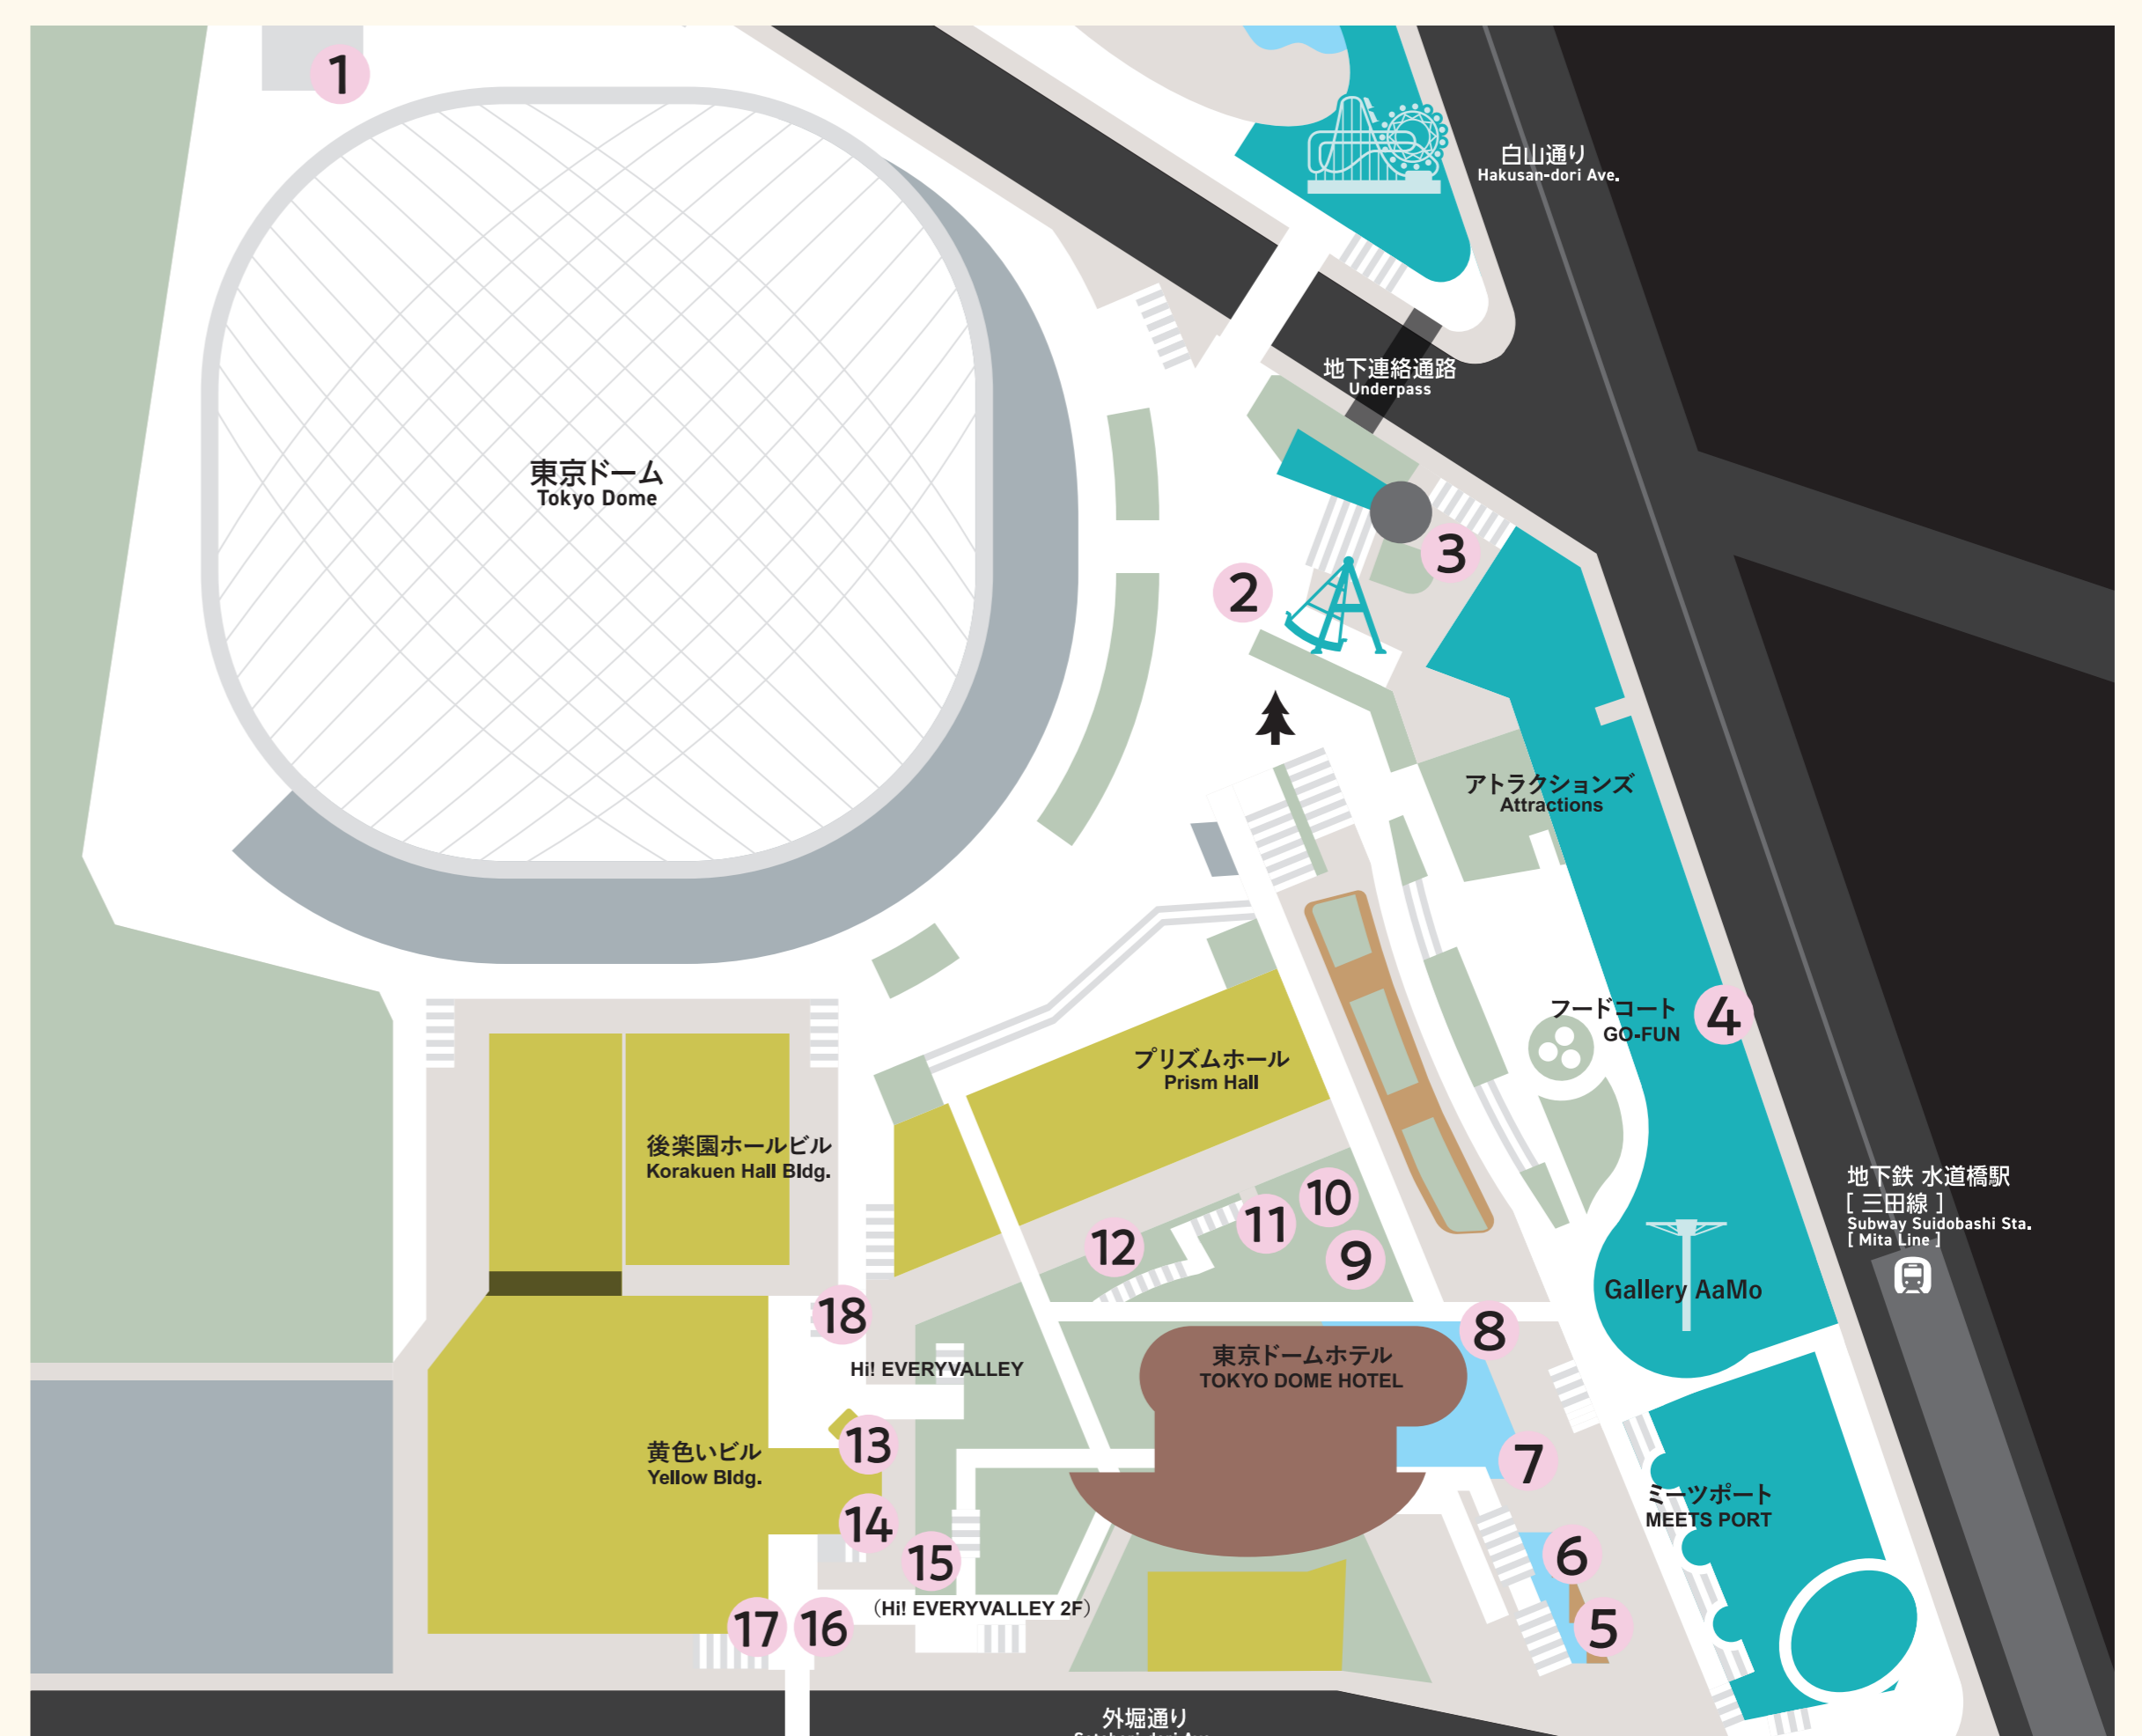 1
白山通り
Hakusan-dori Ave.
地下連絡通路
Underpass
東京ドーム
Tokyo Dome
3
2
アトラクションズ
Attractions
フードコート
GO-FUN
4
プリズムホール
Prism Hall
後楽園ホールビル
Korakuen Hall Bldg.
地下鉄 水道橋駅
[ 三田線 ]
Subway Suidobashi Sta.
[ Mita Line ]
10
11
12
9
Gallery AaMo
18
8
東京ドームホテル
TOKYO DOME HOTEL
Hi! EVERYVALLEY
13
黄色いビル
Yellow Bldg.
7
ミーツポート
MEETS PORT
14
15
6
(Hi! EVERYVALLEY 2F)
17
16
5
外堀通り